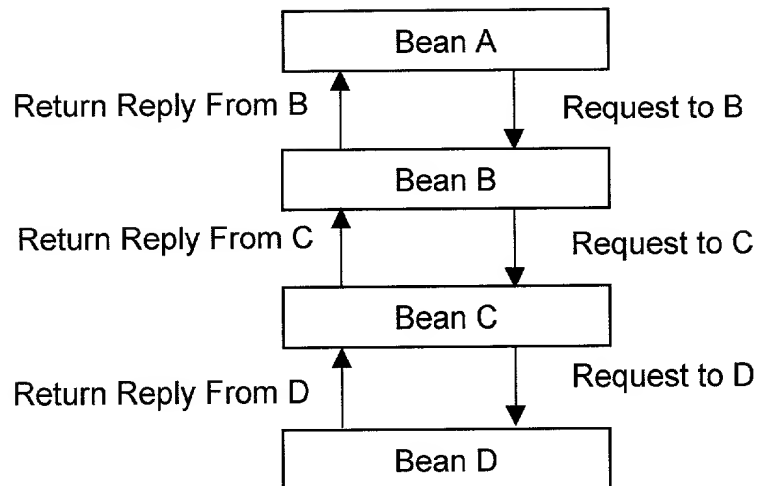 Bean A
Return Reply From B
Request to B
Bean B
Return Reply From C
Request to C
Bean C
Return Reply From D
Request to D
Bean D